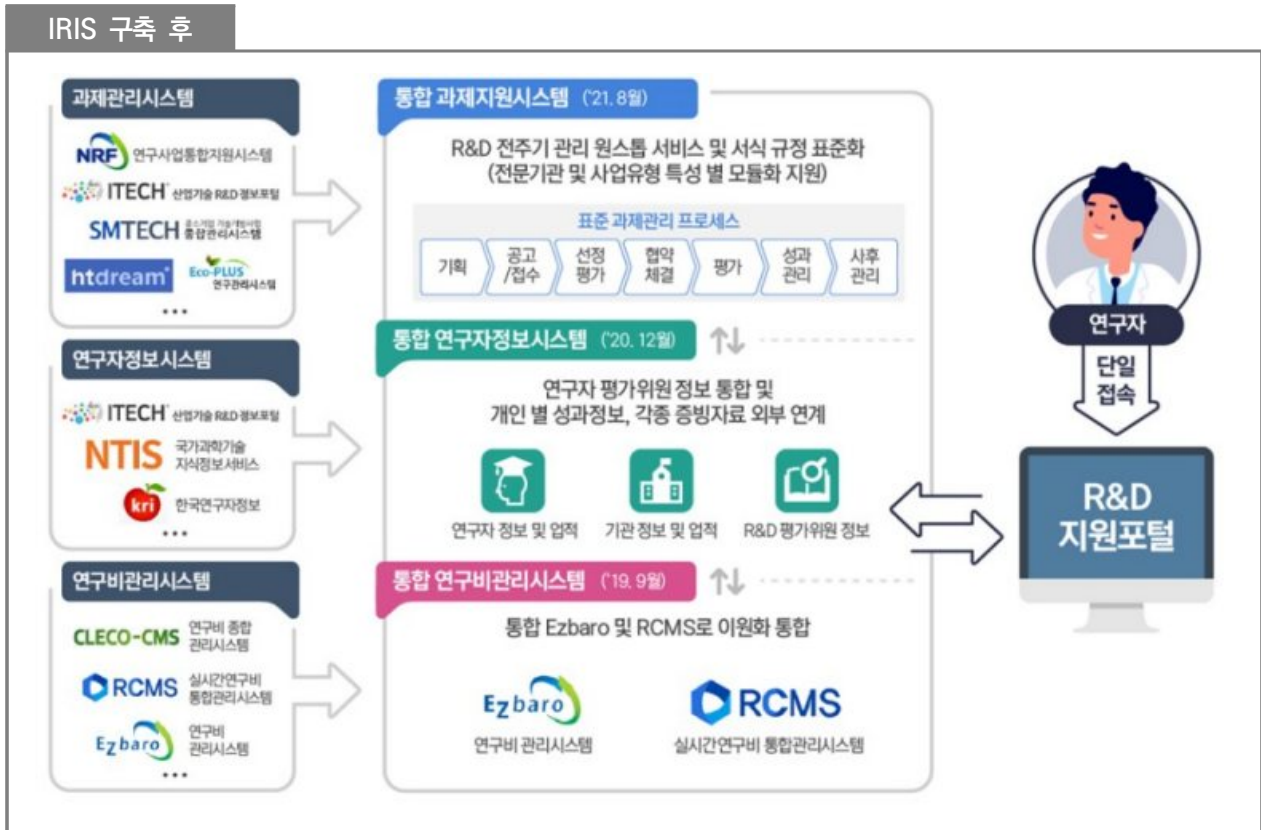 IRIS 구축 후
과제관리시스템
NRF 연구사업통합지원시스템
ITECH 산업기술 R&D 정보포털
SMTECH 중소기업 기술개발사업
종합관리시스템
htdream
Eco-PLUS
연구관리시스템
...
연구자정보시스템
ITECH 산업기술 R&D 정보포털
NTIS 국가과학기술
지식정보서비스
kri 한국연구자정보
...
연구비관리시스템
CLECO-CMS 연구비 종합
관리시스템
RCMS 실시간연구비
통합관리시스템
Ezbaro 연구비
관리시스템
...
통합 과제지원시스템 ('21. 8월)
R&D 전주기 관리 원스톱 서비스 및 서식 규정 표준화
(전문기관 및 사업유형 특성 별 모듈화 지원)
표준 과제관리 프로세스
기획
공고
/접수
선정
평가
협약
체결
평가
성과
관리
사후
관리
통합 연구자정보시스템 ('20. 12월)
연구자 평가위원 정보 통합 및
개인 별 성과정보, 각종 증빙자료 외부 연계
연구자 정보 및 업적
기관 정보 및 업적
R&D 평가위원 정보
통합 연구비관리시스템 ('19. 9월)
통합 Ezbaro 및 RCMS로 이원화 통합
Ezbaro
연구비 관리시스템
RCMS
실시간연구비 통합관리시스템
연구자
단일
접속
R&D
지원포털